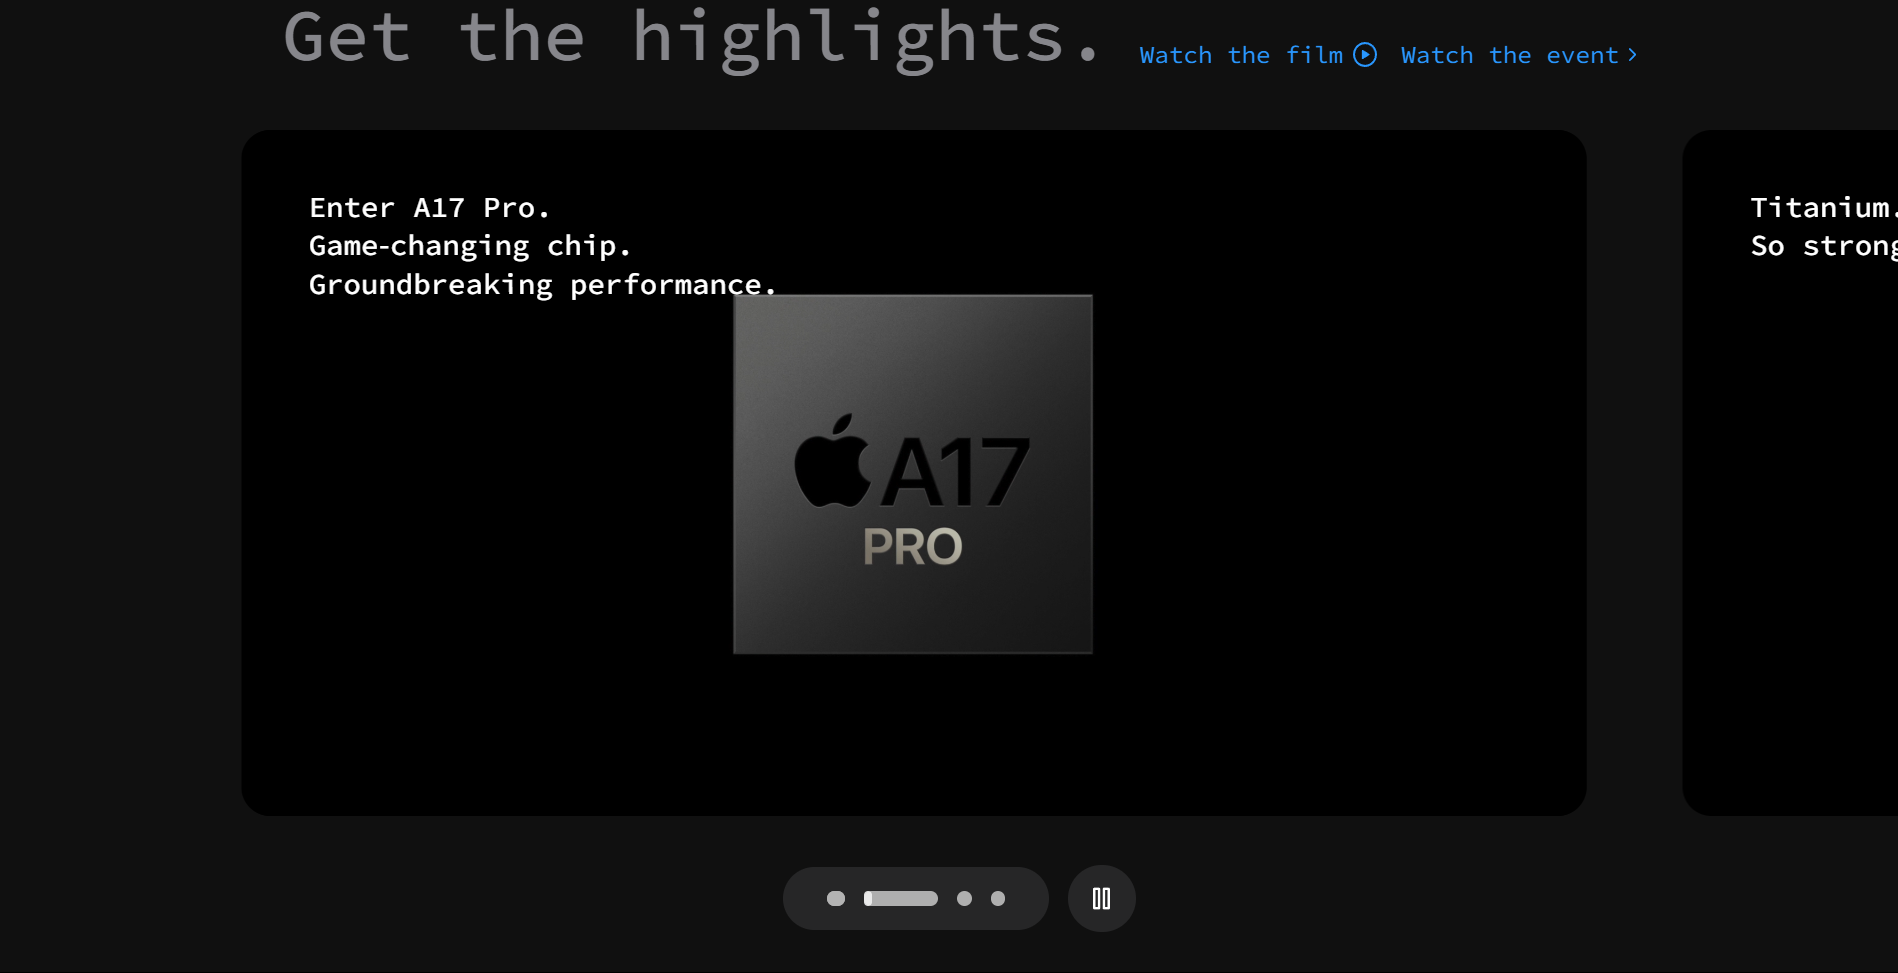 Get the highlights.
Watch the film
Watch the event
Enter A17 Pro.
Game-changing chip.
Groundbreaking performance.
A17
PRO
Titanium.
So strong